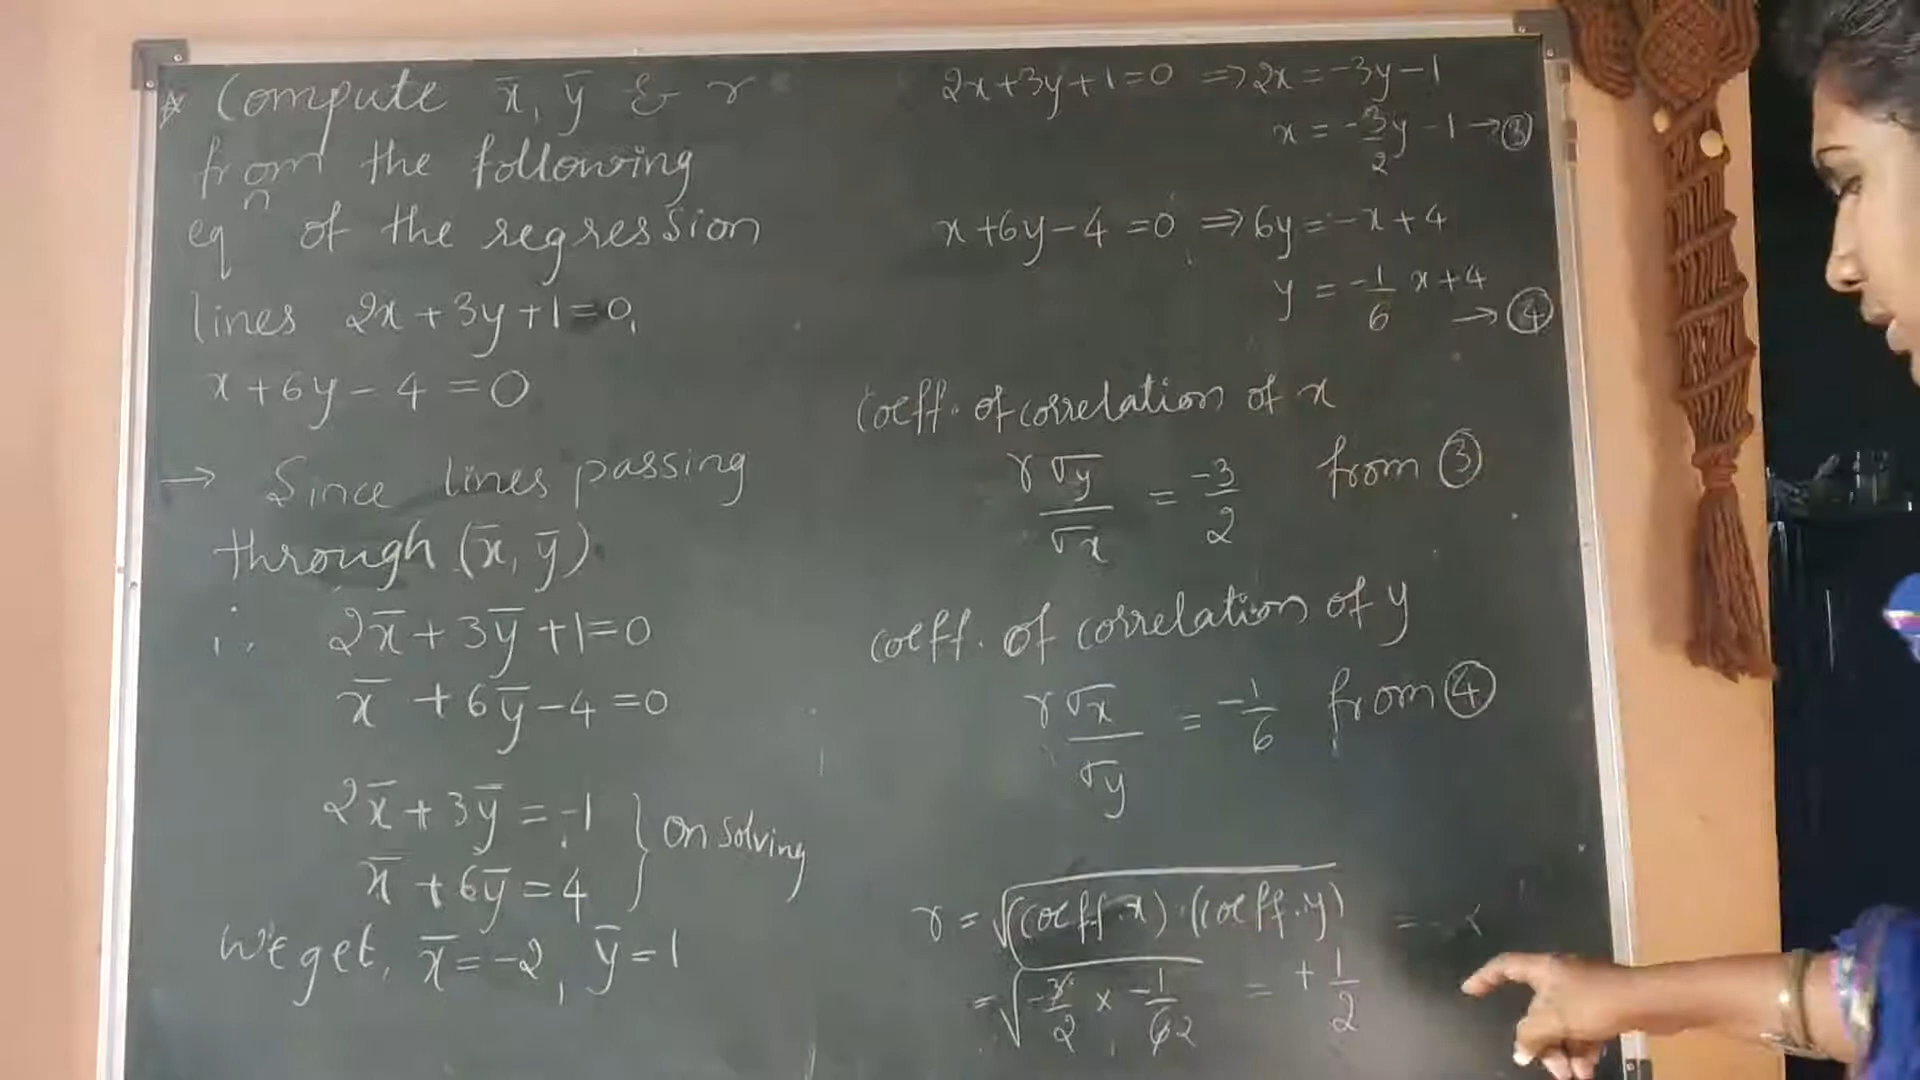 * Compute x̄, ȳ & r
from the following
eqⁿ of the regression
lines 2x + 3y + 1 = 0,
x + 6y - 4 = 0
→ Since lines passing
through (x̄, ȳ)
∴ 2x̄ + 3ȳ + 1 = 0
x̄ + 6ȳ - 4 = 0
2x̄ + 3ȳ = -1
x̄ + 6ȳ = 4
} on solving
we get, x̄ = -2, ȳ = 1
2x + 3y + 1 = 0 ⇒ 2x = -3y - 1
x = -3/2 y - 1 → ③
x + 6y - 4 = 0 ⇒ 6y = -x + 4
y = -1/6 x + 4
→ ④
coeff. of correlation of x
r σy/σx = -3/2 from ③
coeff. of correlation of y
r σx/σy = -1/6 from ④
r = √(coeff. x) · (coeff. y) =
= √-3/2 × -1/62 = + 1/2